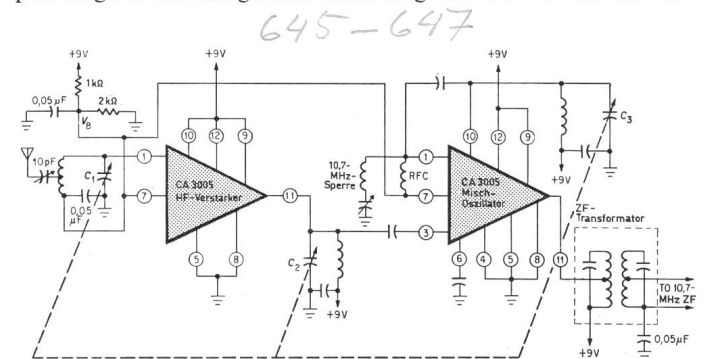 645-647
+9V
+9V
+9V
1kΩ
0,05µF
2kΩ
V_B
10 12 9
10 12 9
C3
10pF
C1
1
10,7-MHz-Sperre
1
RFC
CA 3005
HF-Verstärker
CA 3005
Misch-Oszillator
+9V
7
11
7
0,05
µF
3
ZF-
Transformator
5 8
C2
6 4 5 8
11
+9V
TO 10,7-
MHz ZF
+9V
0,05µF